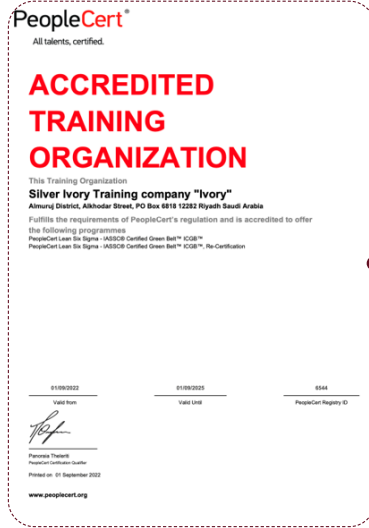 PeopleCert®
All talents, certified.
ACCREDITED
TRAINING
ORGANIZATION
This Training Organization
Silver Ivory Training company "Ivory"
Almuruj District, Alkhodar Street, PO Box 6818 12282 Riyadh Saudi Arabia
Fulfills the requirements of PeopleCert's regulation and is accredited to offer
the following programmes
PeopleCert Lean Six Sigma - IASSC® Certified Green Belt™ ICGB™
PeopleCert Lean Six Sigma - IASSC® Certified Green Belt™ ICGB™, Re-Certification
01/09/2022 01/09/2025 6544
Valid from Valid Until PeopleCert Registry ID
Panorsia Theleriti
PeopleCert Certification Qualifier
Printed on 01 September 2022
www.peoplecert.org